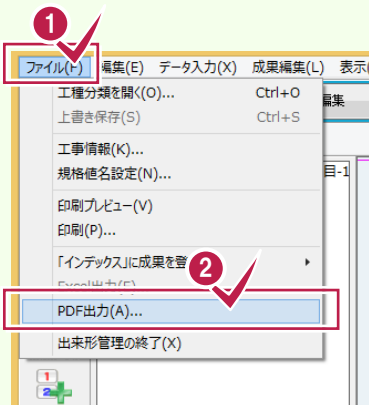 1
ファイル(F) 編集(E) データ入力(X) 成果編集(L) 表示(
工種分類を開く(O)... Ctrl+O
編集
上書き保存(S) Ctrl+S
工事情報(K)...
規格値名設定(N)...
目-1
印刷プレビュー(V)
印刷(P)...
「インデックス」に成果を登
2
Excel出力(E)
PDF出力(A)...
出来形管理の終了(X)
1
2